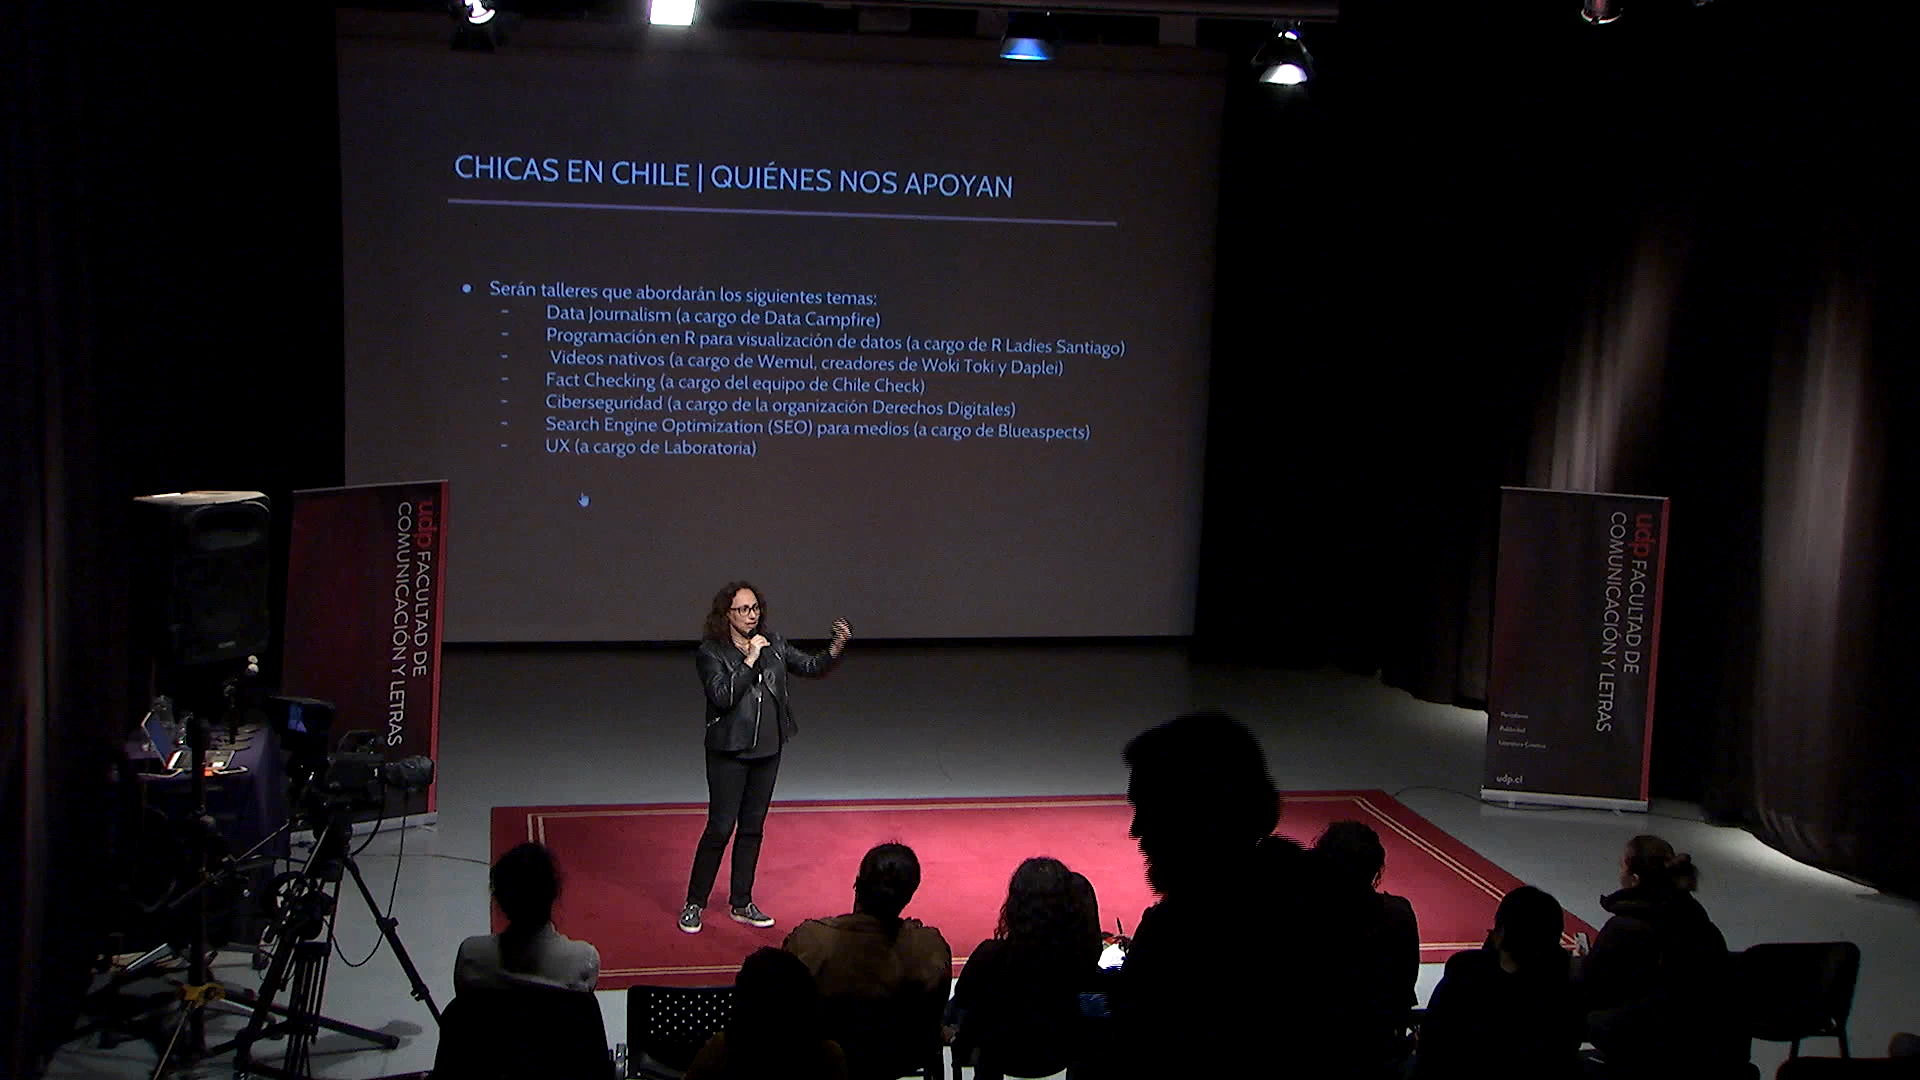 CHICAS EN CHILE | QUIÉNES NOS APOYAN
● Serán talleres que abordarán los siguientes temas:
- Data Journalism (a cargo de Data Campfire)
- Programación en R para visualización de datos (a cargo de R Ladies Santiago)
- Videos nativos (a cargo de Wemul, creadores de Woki Toki y Daplei)
- Fact Checking (a cargo del equipo de Chile Check)
- Ciberseguridad (a cargo de la organización Derechos Digitales)
- Search Engine Optimization (SEO) para medios (a cargo de Blueaspects)
- UX (a cargo de Laboratoria)
udp FACULTAD DE
COMUNICACIÓN Y LETRAS
udp FACULTAD DE
COMUNICACIÓN Y LETRAS
Periodismo
Publicidad
Literatura Creativa
udp.cl